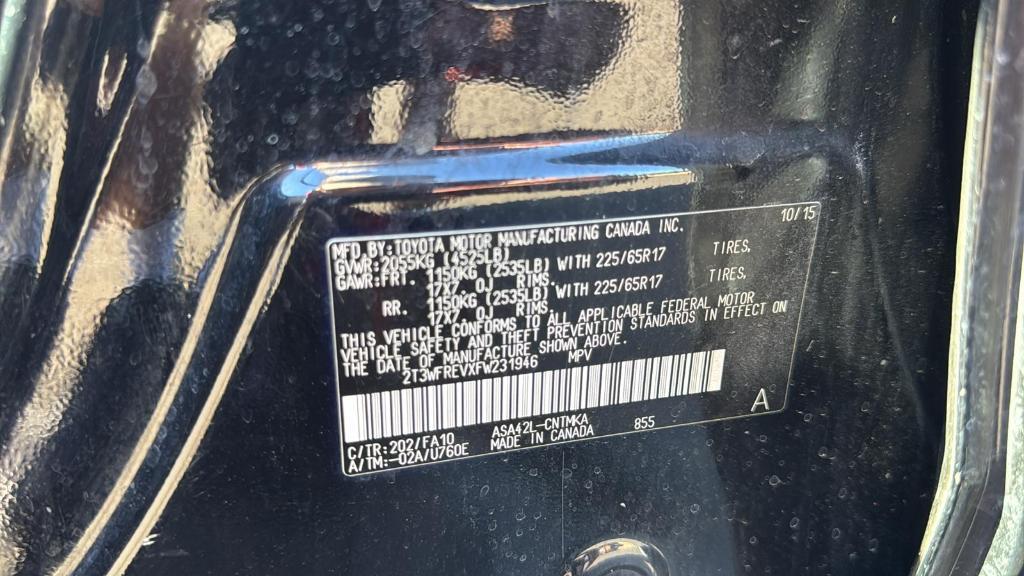 10/15
MFD BY: TOYOTA MOTOR MANUFACTURING CANADA INC.
GVWR: 2055KG (4525LB)
GAWR: FRT. 1150KG (2535LB) WITH 225/65R17 TIRES.
17X7 0J RIMS.
RR. 1150KG (2535LB) WITH 225/65R17 TIRES.
17X7 0J RIMS.
THIS VEHICLE CONFORMS TO ALL APPLICABLE FEDERAL MOTOR
VEHICLE SAFETY AND THEFT PREVENTION STANDARDS IN EFFECT ON
THE DATE OF MANUFACTURE SHOWN ABOVE.
2T3WFREVXFW231946 MPV
A
C/TR: 202/FA10 ASA42L-CNTMKA 855
A/TM: -02A/U760E MADE IN CANADA